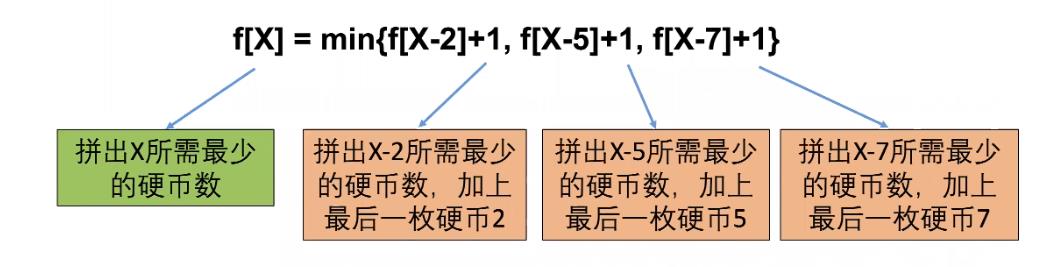 f[X] = min{f[X-2]+1, f[X-5]+1, f[X-7]+1}
拼出X所需最少
的硬币数
拼出X-2所需最少
的硬币数，加上
最后一枚硬币2
拼出X-5所需最少
的硬币数，加上
最后一枚硬币5
拼出X-7所需最少
的硬币数，加上
最后一枚硬币7